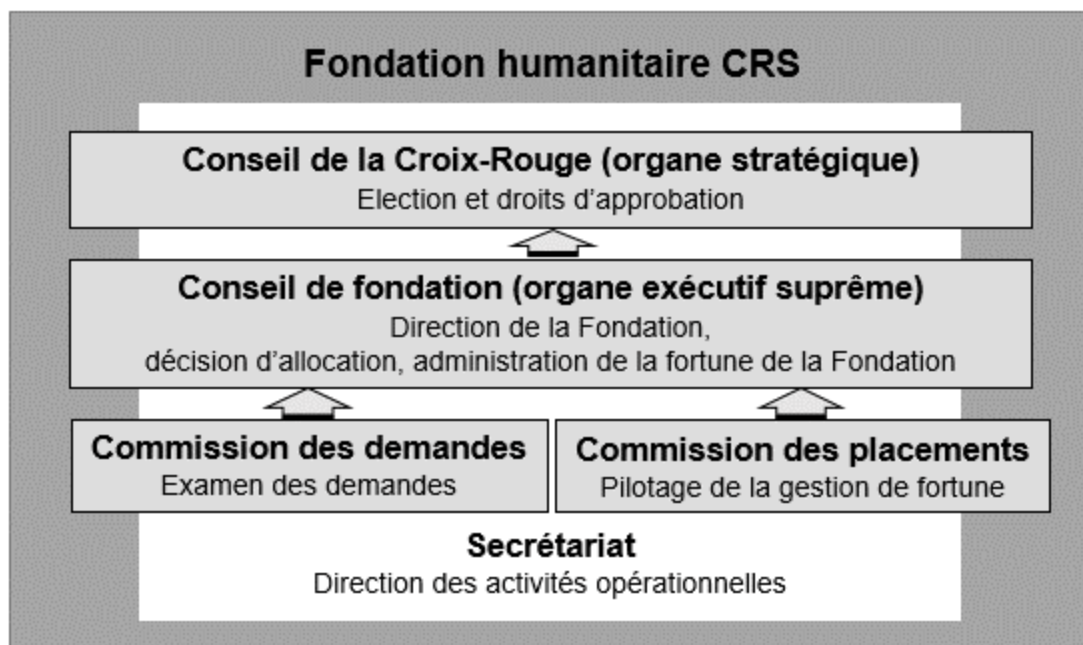 Fondation humanitaire CRS
Conseil de la Croix-Rouge (organe stratégique)
Election et droits d’approbation
Conseil de fondation (organe exécutif suprême)
Direction de la Fondation,
décision d’allocation, administration de la fortune de la Fondation
Commission des demandes
Examen des demandes
Commission des placements
Pilotage de la gestion de fortune
Secrétariat
Direction des activités opérationnelles